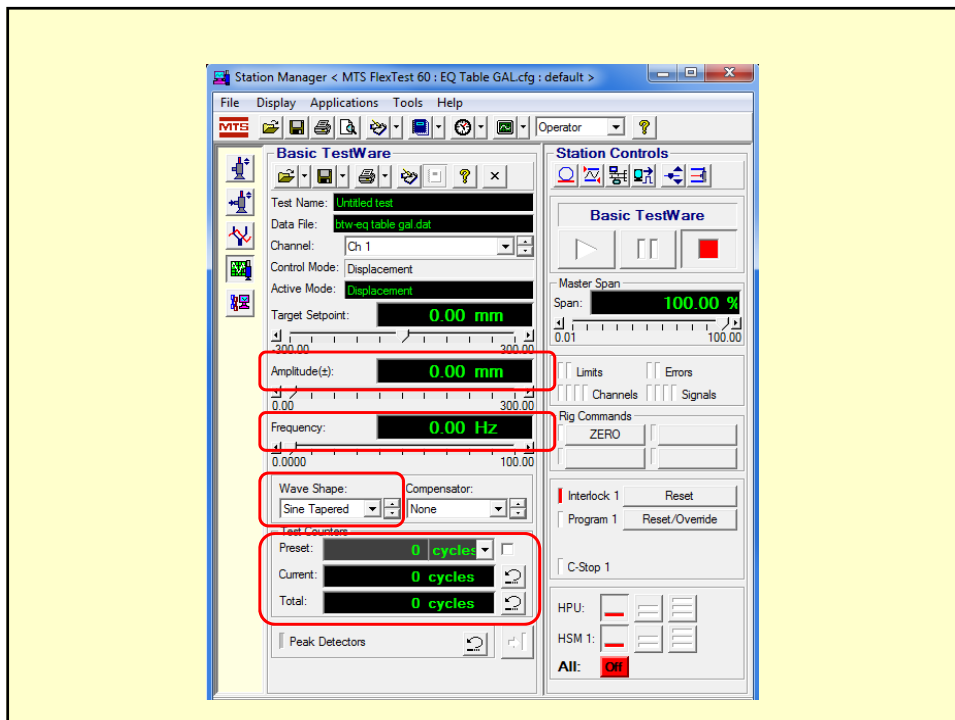 Station Manager < MTS FlexTest 60 : EQ Table GAL.cfg : default >
File Display Applications Tools Help
MTS Operator
Basic TestWare
Test Name: Untitled test
Data File: btw-eq table gal.dat
Channel: Ch 1
Control Mode: Displacement
Active Mode: Displacement
Target Setpoint: 0.00 mm
-300.00 300.00
Amplitude(±): 0.00 mm
0.00 300.00
Frequency: 0.00 Hz
0.0000 100.00
Wave Shape: Compensator:
Sine Tapered None
Test Counters
Preset: 0 cycles
Current: 0 cycles
Total: 0 cycles
Peak Detectors
Station Controls
Basic TestWare
Master Span
Span: 100.00 %
0.01 100.00
Limits Errors
Channels Signals
Rig Commands
ZERO
Interlock 1 Reset
Program 1 Reset/Override
C-Stop 1
HPU:
HSM 1:
All: Off